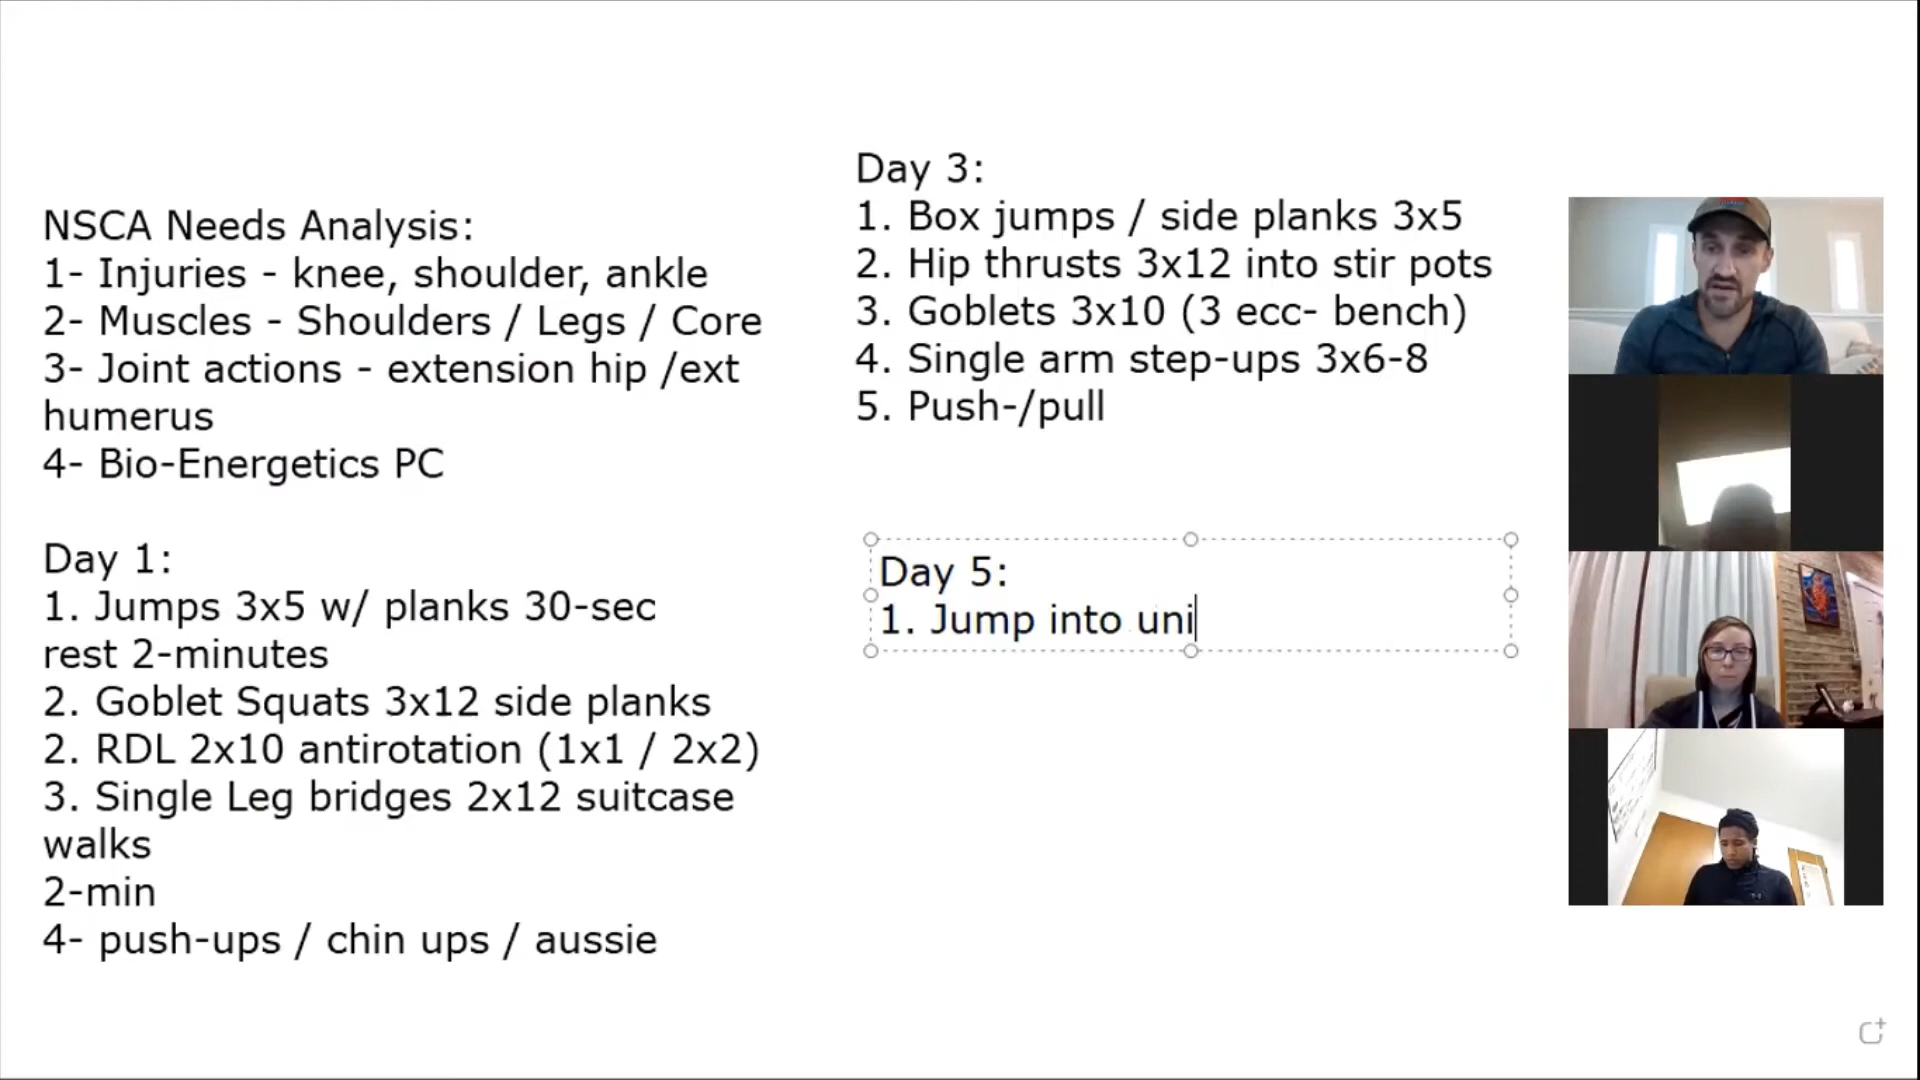 NSCA Needs Analysis:
1- Injuries - knee, shoulder, ankle
2- Muscles - Shoulders / Legs / Core
3- Joint actions - extension hip /ext
humerus
4- Bio-Energetics PC
Day 1:
1. Jumps 3x5 w/ planks 30-sec
rest 2-minutes
2. Goblet Squats 3x12 side planks
2. RDL 2x10 antirotation (1x1 / 2x2)
3. Single Leg bridges 2x12 suitcase
walks
2-min
4- push-ups / chin ups / aussie
Day 3:
1. Box jumps / side planks 3x5
2. Hip thrusts 3x12 into stir pots
3. Goblets 3x10 (3 ecc- bench)
4. Single arm step-ups 3x6-8
5. Push-/pull
Day 5:
1. Jump into uni